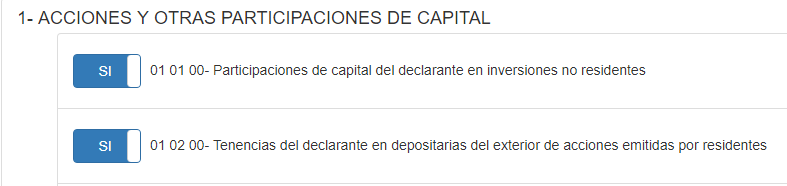 1- ACCIONES Y OTRAS PARTICIPACIONES DE CAPITAL
SI 01 01 00- Participaciones de capital del declarante en inversiones no residentes
SI 01 02 00- Tenencias del declarante en depositarias del exterior de acciones emitidas por residentes